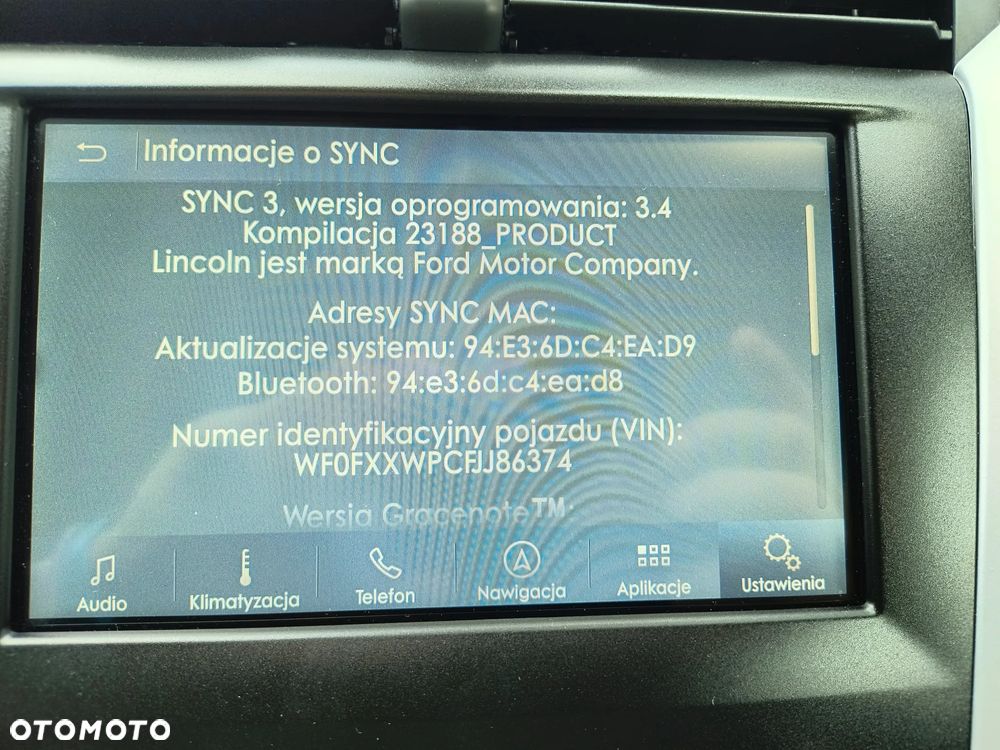 Informacje o SYNC
SYNC 3, wersja oprogramowania: 3.4
Kompilacja 23188_PRODUCT
Lincoln jest marką Ford Motor Company.
Adresy SYNC MAC:
Aktualizacje systemu: 94:E3:6D:C4:EA:D9
Bluetooth: 94:e3:6d:c4:ea:d8
Numer identyfikacyjny pojazdu (VIN):
WF0FXXWPCFJJ86374
Wersja Gracenote™:
Audio
Klimatyzacja
Telefon
Nawigacja
Aplikacje
Ustawienia
OTOMOTO